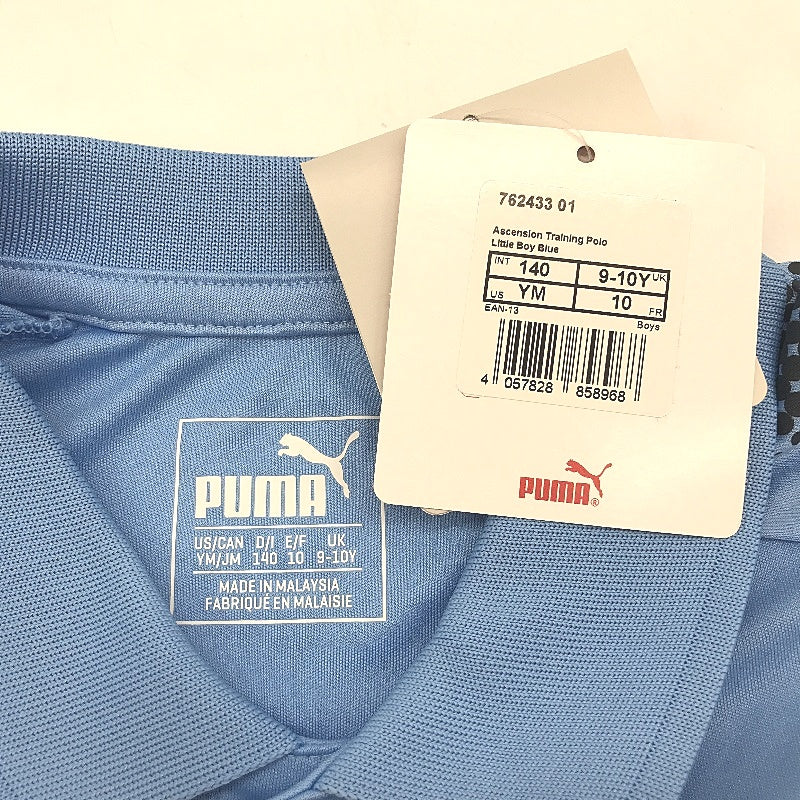 762433 01
Ascension Training Polo
Little Boy Blue
INT 140 9-10Y UK
US YM 10 FR
EAN-13 Boys
4 057828 858968
PUMA®
PUMA
US/CAN D/I E/F UK
YM/JM 140 10 9-10Y
MADE IN MALAYSIA
FABRIQUÉ EN MALAISIE